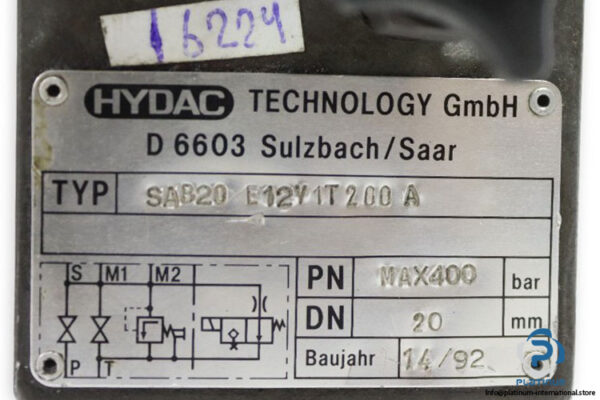 16224
HYDAC TECHNOLOGY GmbH
D 6603 Sulzbach/Saar
TYP SAB20 E12Y1T200 A
S M1 M2
P T
PN MAX400 bar
DN 20 mm
Baujahr 14/92
PLATINUM
info@platinum-international.store